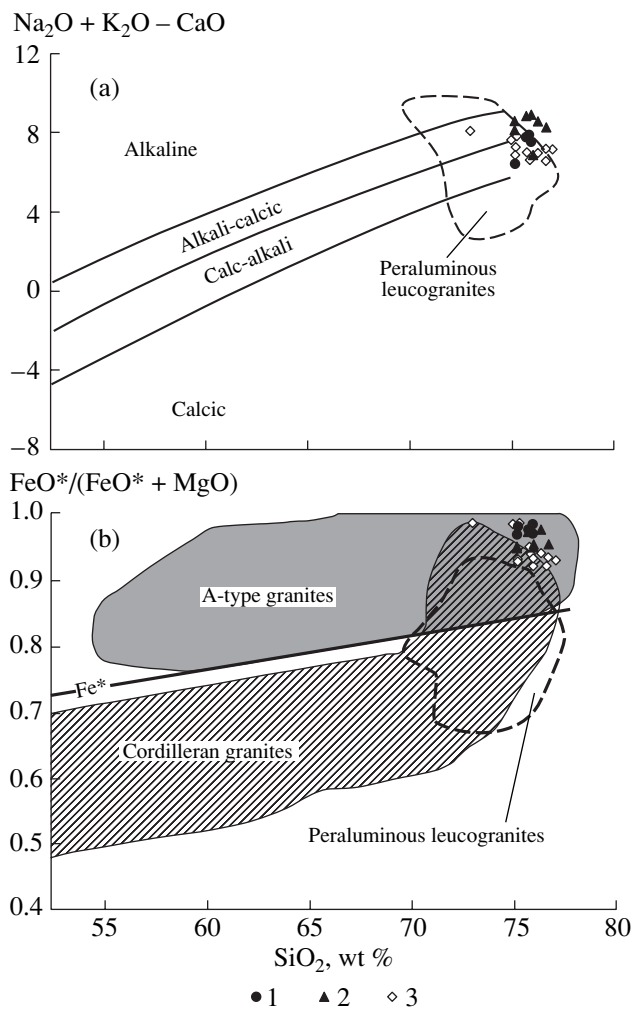 Na₂O + K₂O – CaO
12
(a)
8
Alkaline
4
Alkali-calcic
Calc-alkali
Peraluminous
leucogranites
0
−4
Calcic
−8
FeO*/(FeO* + MgO)
1.0
(b)
0.9
A-type granites
0.8
Fe*
0.7
Cordilleran granites
0.6
Peraluminous leucogranites
0.5
0.4
55 60 65 70 75 80
SiO₂, wt %
1 2 3